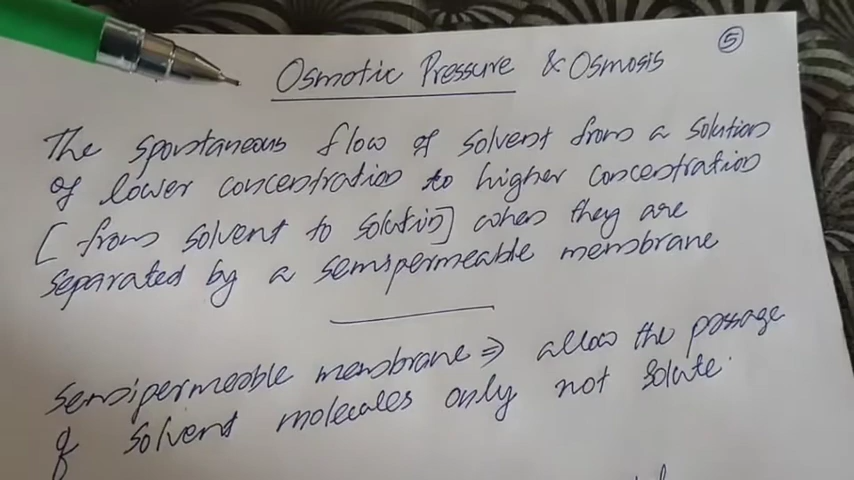 Osmotic Pressure & Osmosis
5
The spontaneous flow of solvent from a solution
of lower concentration to higher concentration
[from solvent to solution] when they are
separated by a semipermeable membrane
Semipermeable membrane ⇒ allow the passage
of solvent molecules only not solute.